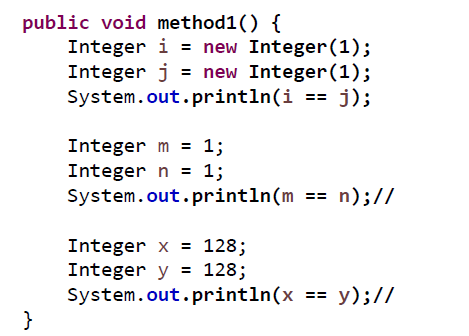 public void method1() {
Integer i = new Integer(1);
Integer j = new Integer(1);
System.out.println(i == j);
Integer m = 1;
Integer n = 1;
System.out.println(m == n);//
Integer x = 128;
Integer y = 128;
System.out.println(x == y);//
}